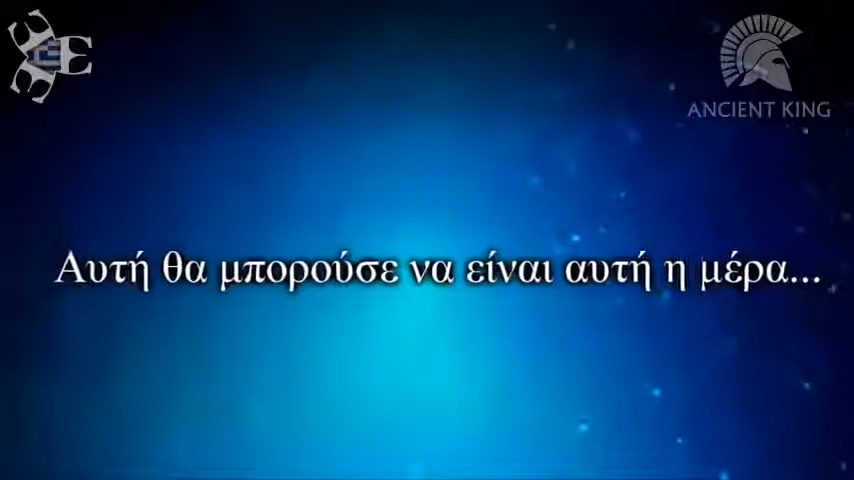 ANCIENT KING
Αυτή θα μπορούσε να είναι αυτή η μέρα...